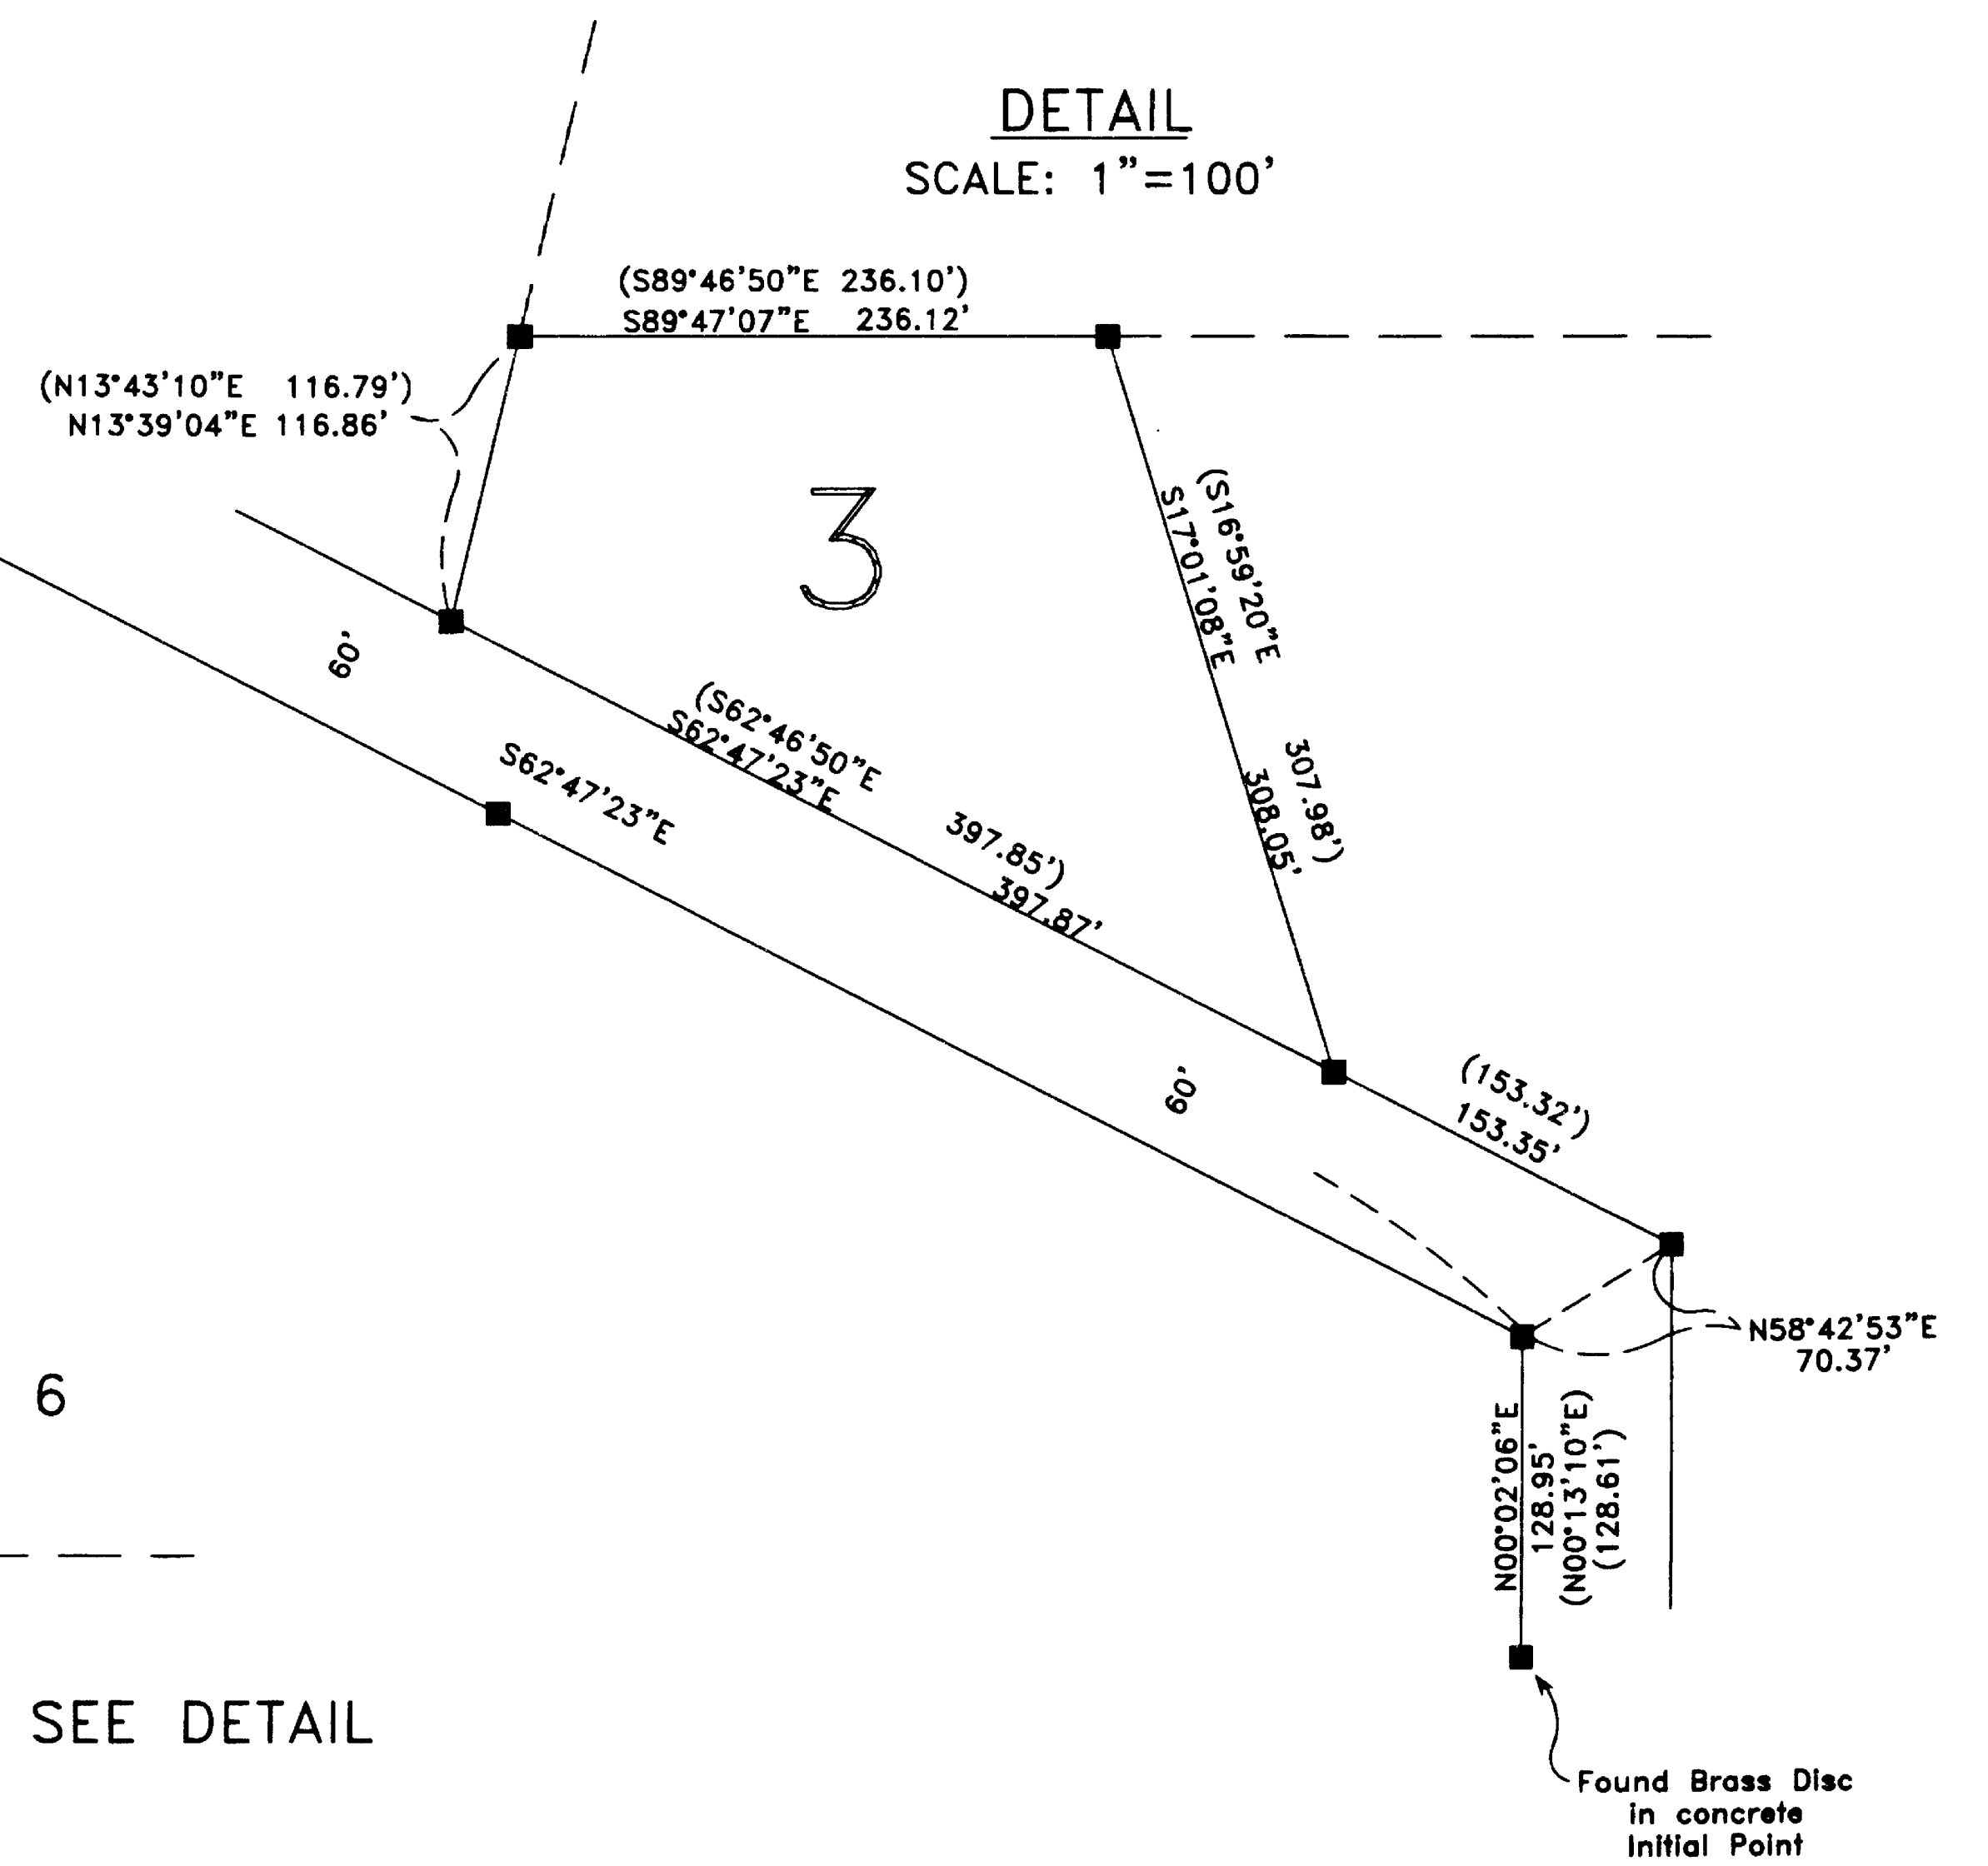 DETAIL
SCALE: 1"=100'
(S89°46'50"E 236.10')
S89°47'07"E 236.12'
(N13°43'10"E 116.79')
N13°39'04"E 116.86'
3
(S16°59'20"E 307.98')
S17°01'08"E 308.05'
60'
(S62°46'50"E 397.85')
S62°47'23"E 397.87'
S62°47'23"E
60'
(153.32')
153.35'
N58°42'53"E
70.37'
6
N00°02'06"E
128.95'
(N00°13'10"E)
(128.61')
SEE DETAIL
Found Brass Disc
in concrete
Initial Point